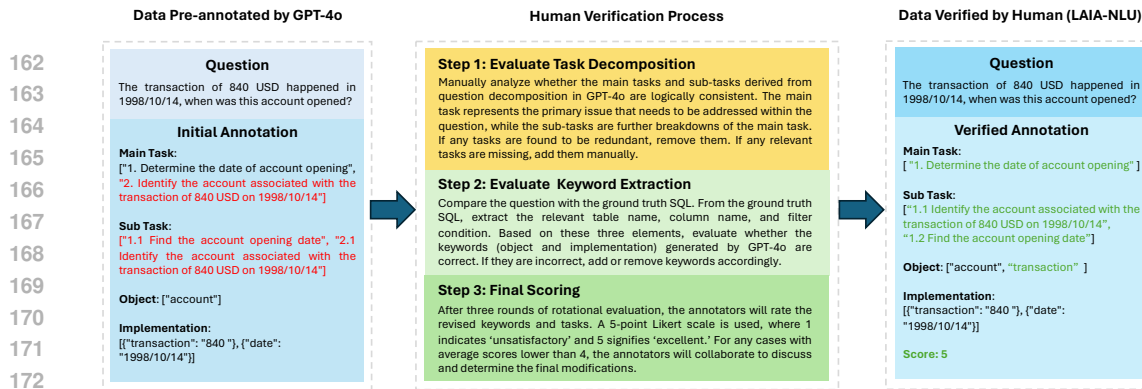 Data Pre-annotated by GPT-4o
Human Verification Process
Data Verified by Human (LAIA-NLU)
162
163
164
165
166
167
168
169
170
171
172
Question
The transaction of 840 USD happened in
1998/10/14, when was this account opened?
Initial Annotation
Main Task:
["1. Determine the date of account opening",
"2. Identify the account associated with the
transaction of 840 USD on 1998/10/14"]
Sub Task:
["1.1 Find the account opening date", "2.1
Identify the account associated with the
transaction of 840 USD on 1998/10/14"]
Object: ["account"]
Implementation:
[{"transaction": "840 "}, {"date":
"1998/10/14"}]
Step 1: Evaluate Task Decomposition
Manually analyze whether the main tasks and sub-tasks derived from
question decomposition in GPT-4o are logically consistent. The main
task represents the primary issue that needs to be addressed within the
question, while the sub-tasks are further breakdowns of the main task.
If any tasks are found to be redundant, remove them. If any relevant
tasks are missing, add them manually.
Step 2: Evaluate Keyword Extraction
Compare the question with the ground truth SQL. From the ground truth
SQL, extract the relevant table name, column name, and filter
condition. Based on these three elements, evaluate whether the
keywords (object and implementation) generated by GPT-4o are
correct. If they are incorrect, add or remove keywords accordingly.
Step 3: Final Scoring
After three rounds of rotational evaluation, the annotators will rate the
revised keywords and tasks. A 5-point Likert scale is used, where 1
indicates ‘unsatisfactory’ and 5 signifies ‘excellent.’ For any cases with
average scores lower than 4, the annotators will collaborate to discuss
and determine the final modifications.
Question
The transaction of 840 USD happened in
1998/10/14, when was this account opened?
Verified Annotation
Main Task:
[ "1. Determine the date of account opening" ]
Sub Task:
[“1.1 Identify the account associated with the
transaction of 840 USD on 1998/10/14”,
“1.2 Find the account opening date”]
Object: ["account", “transaction” ]
Implementation:
[{"transaction": "840 "}, {"date":
"1998/10/14"}]
Score: 5